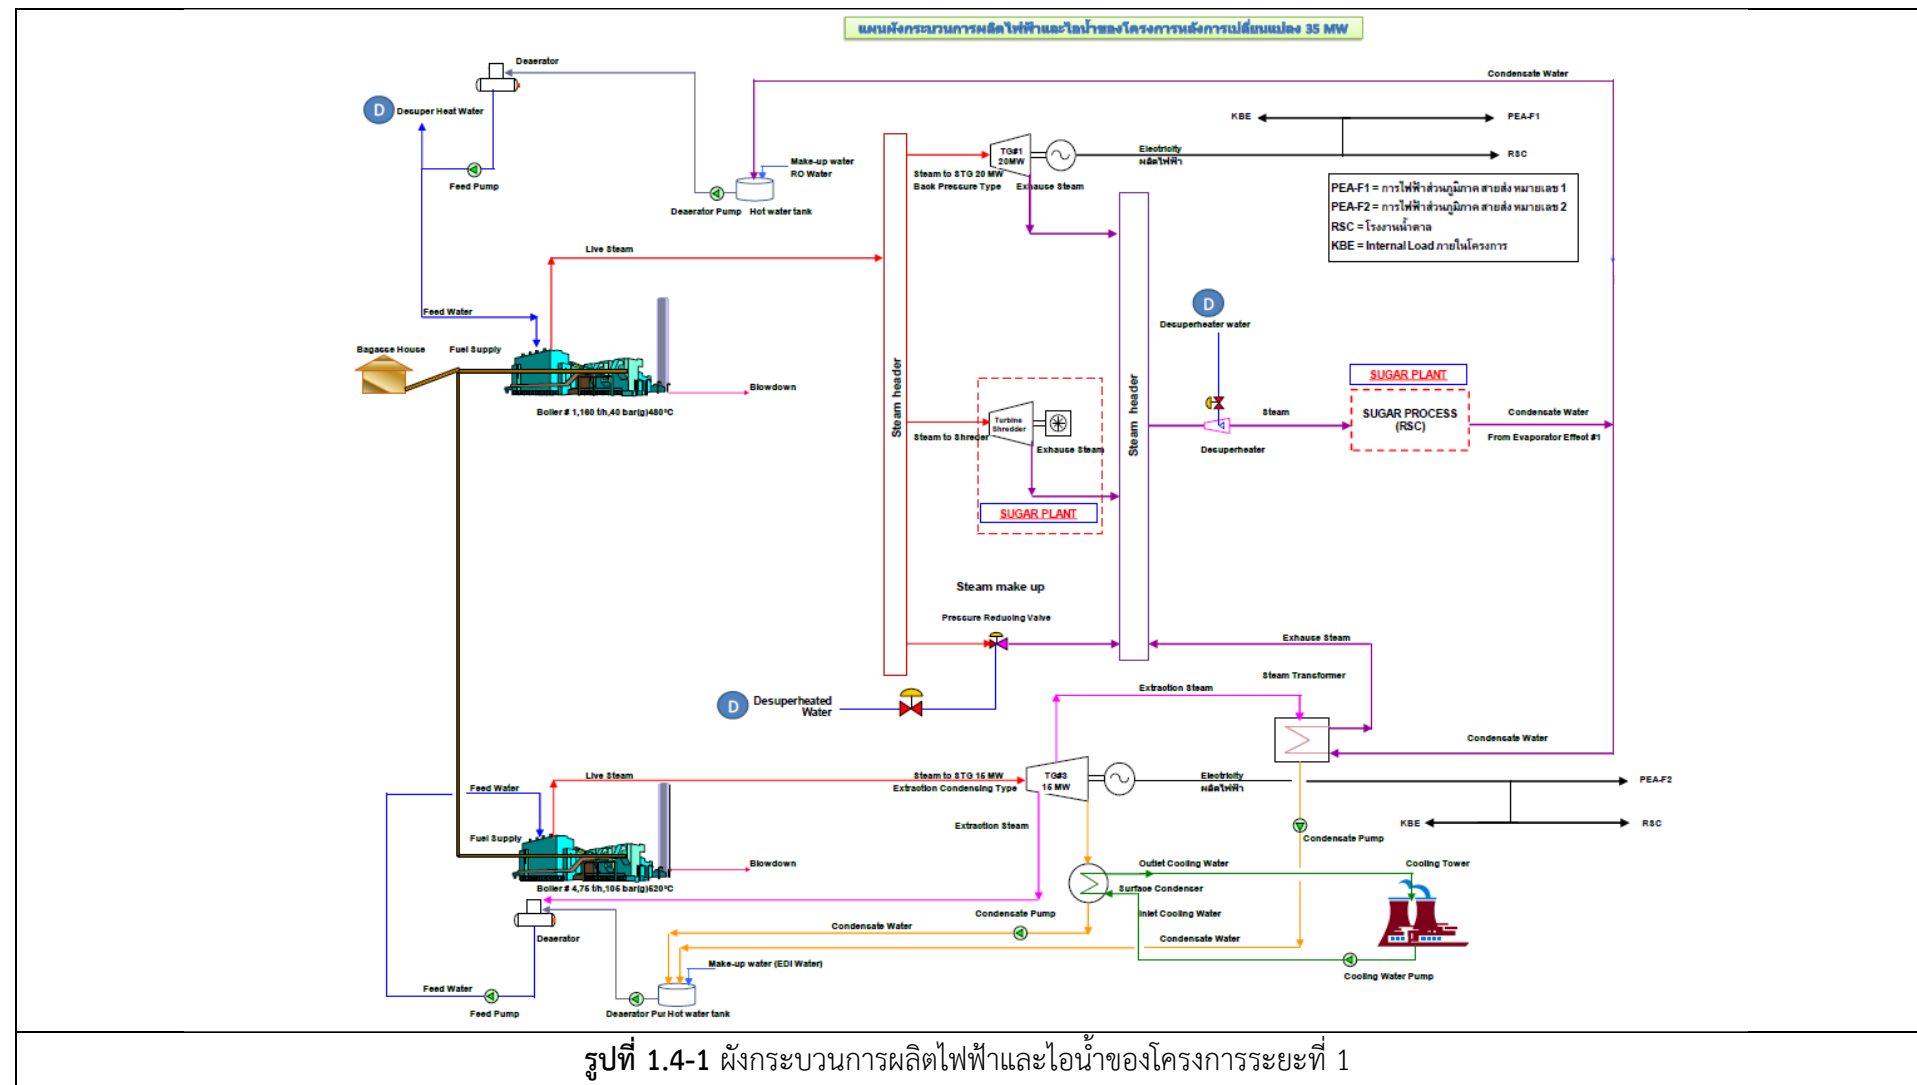 แผนผังกระบวนการผลิตไฟฟ้าและไอน้ำของโครงการหลังการเปลี่ยนแปลง 35 MW
Deaerator
Condensate Water
D
Desuper Heat Water
KBE
PEA-F1
TG#1
20MW
Electricity
ผลิตไฟฟ้า
RSC
Make-up water
RO Water
Feed Pump
Steam to STG 20 MW
Back Pressure Type
Exhause Steam
Deaerator Pump
Hot water tank
PEA-F1 = การไฟฟ้าส่วนภูมิภาค สายส่ง หมายเลข 1
PEA-F2 = การไฟฟ้าส่วนภูมิภาค สายส่ง หมายเลข 2
RSC = โรงงานน้ำตาล
KBE = Internal Load ภายในโครงการ
Live Steam
D
Feed Water
Desuperheater water
Bagasse House
Fuel Supply
Steam header
Steam header
SUGAR PLANT
Blowdown
Boiler # 1,160 t/h,40 bar(g)480°C
Turbine
Shredder
Steam
SUGAR PROCESS
(RSC)
Condensate Water
Steam to Shreder
Exhause Steam
Desuperheater
From Evaporator Effect #1
SUGAR PLANT
Steam make up
Pressure Reducing Valve
Exhause Steam
Steam Transformer
Extraction Steam
D
Desuperheated
Water
Condensate Water
Live Steam
Steam to STG 15 MW
Extraction Condensing Type
TG#3
15 MW
Electricity
ผลิตไฟฟ้า
PEA-F2
Feed Water
Extraction Steam
KBE
RSC
Fuel Supply
Condensate Pump
Blowdown
Outlet Cooling Water
Cooling Tower
Boiler # 4,75 t/h,105 bar(g)520°C
Surface Condenser
Condensate Pump
Inlet Cooling Water
Condensate Water
Deaerator
Condensate Water
Make-up water (EDI Water)
Cooling Water Pump
Feed Water
Feed Pump
Deaerator Pur
Hot water tank
รูปที่ 1.4-1 ผังกระบวนการผลิตไฟฟ้าและไอน้ำของโครงการระยะที่ 1